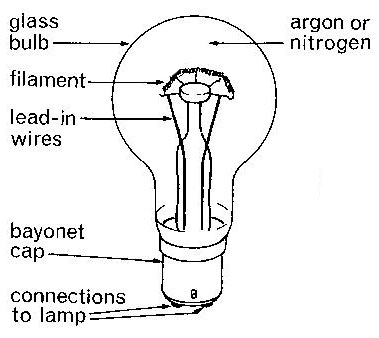 glass
bulb
argon or
nitrogen
filament
lead-in
wires
bayonet
cap
connections
to lamp